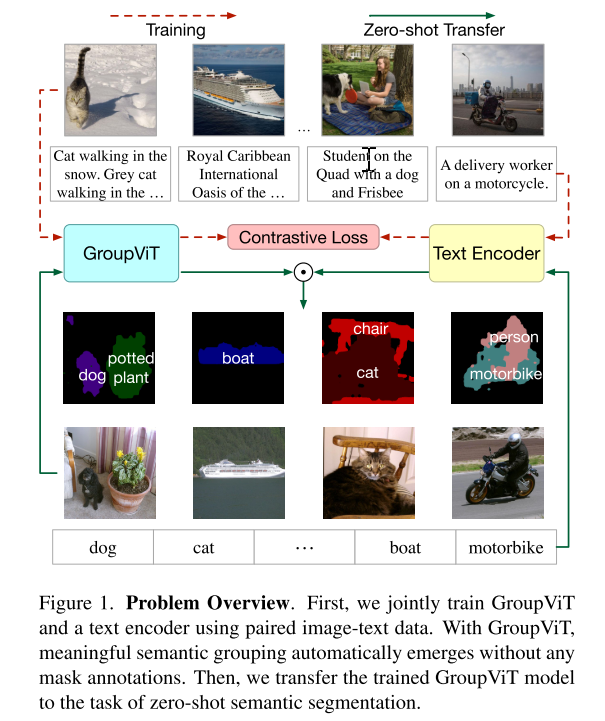 Training
Zero-shot Transfer
...
Cat walking in the
snow. Grey cat
walking in the …
Royal Caribbean
International
Oasis of the …
Student on the
Quad with a dog
and Frisbee
A delivery worker
on a motorcycle.
GroupViT
Contrastive Loss
Text Encoder
dog
potted
plant
boat
chair
cat
person
motorbike
dog
cat
⋯
boat
motorbike
Figure 1. Problem Overview. First, we jointly train GroupViT
and a text encoder using paired image-text data. With GroupViT,
meaningful semantic grouping automatically emerges without any
mask annotations. Then, we transfer the trained GroupViT model
to the task of zero-shot semantic segmentation.